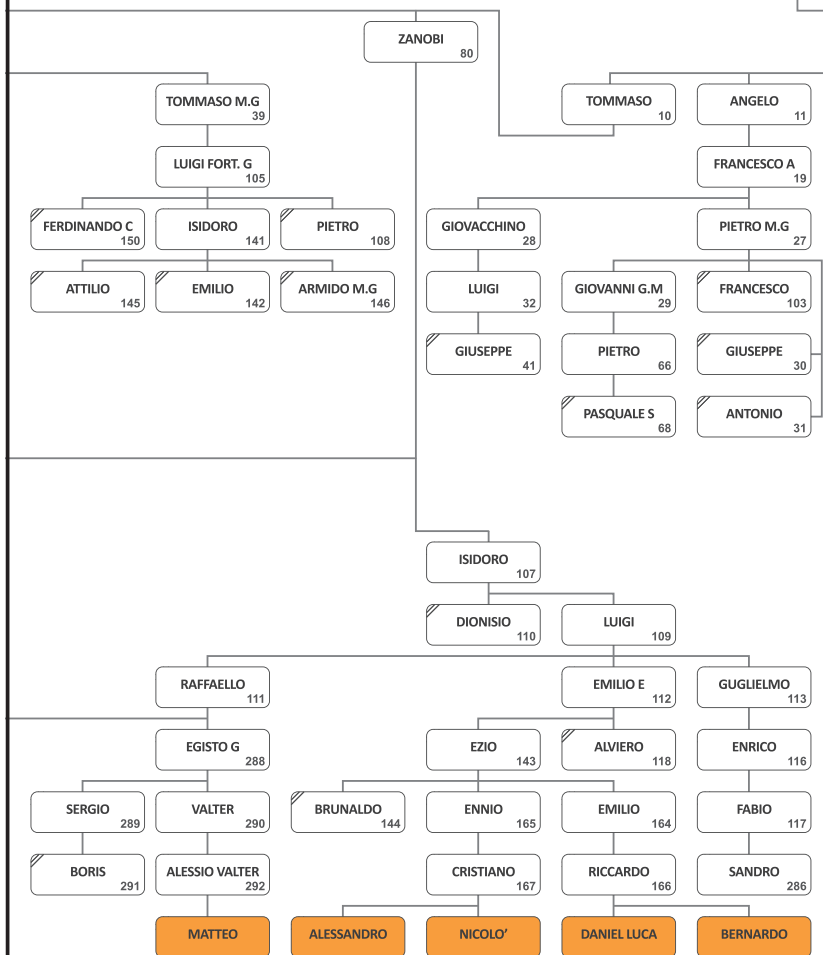 ZANOBI
80
TOMMASO M.G
39
TOMMASO
10
ANGELO
11
LUIGI FORT. G
105
FRANCESCO A
19
FERDINANDO C
150
ISIDORO
141
PIETRO
108
GIOVACCHINO
28
PIETRO M.G
27
ATTILIO
145
EMILIO
142
ARMIDO M.G
146
LUIGI
32
GIOVANNI G.M
29
FRANCESCO
103
GIUSEPPE
41
PIETRO
66
GIUSEPPE
30
PASQUALE S
68
ANTONIO
31
ISIDORO
107
DIONISIO
110
LUIGI
109
RAFFAELLO
111
EMILIO E
112
GUGLIELMO
113
EGISTO G
288
EZIO
143
ALVIERO
118
ENRICO
116
SERGIO
289
VALTER
290
BRUNALDO
144
ENNIO
165
EMILIO
164
FABIO
117
BORIS
291
ALESSIO VALTER
292
CRISTIANO
167
RICCARDO
166
SANDRO
286
MATTEO
ALESSANDRO
NICOLO’
DANIEL LUCA
BERNARDO